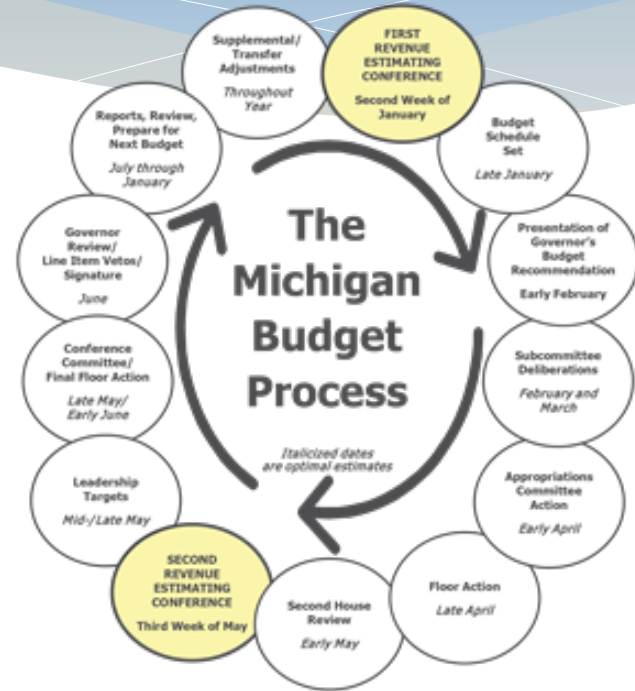 The
Michigan
Budget
Process
Italicized dates
are optimal estimates
FIRST
REVENUE
ESTIMATING
CONFERENCE
Second Week of
January
Budget
Schedule
Set
Late January
Presentation of
Governor's
Budget
Recommendation
Early February
Subcommittee
Deliberations
February and
March
Appropriations
Committee
Action
Early April
Floor Action
Late April
Second House
Review
Early May
SECOND
REVENUE
ESTIMATING
CONFERENCE
Third Week of May
Leadership
Targets
Mid-/Late May
Conference
Committee/
Final Floor Action
Late May/
Early June
Governor
Review/
Line Item Vetos/
Signature
June
Reports, Review,
Prepare for
Next Budget
July through
January
Supplemental/
Transfer
Adjustments
Throughout
Year